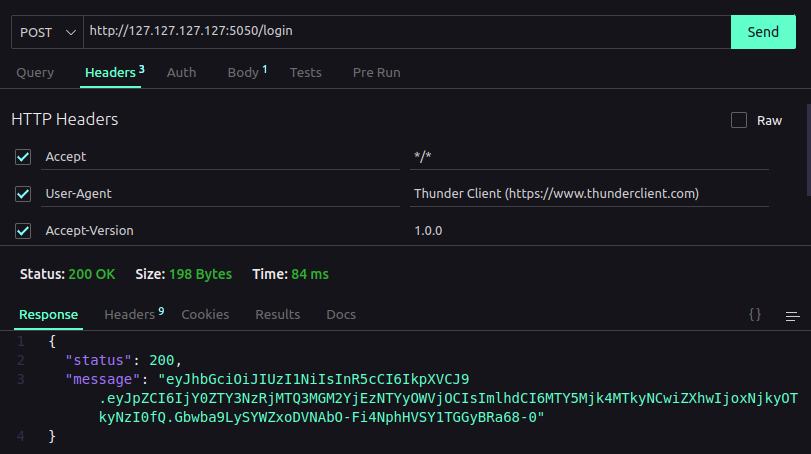 POST http://127.127.127.127:5050/login Send
Query Headers 3 Auth Body 1 Tests Pre Run
HTTP Headers Raw
Accept */*
User-Agent Thunder Client (https://www.thunderclient.com)
Accept-Version 1.0.0
Status: 200 OK Size: 198 Bytes Time: 84 ms
Response Headers 9 Cookies Results Docs {}
1 {
2 "status": 200,
3 "message": "eyJhbGciOiJIUzI1NiIsInR5cCI6IkpXVCJ9
.eyJpZCI6IjY0ZTY3NzRjMTQ3MGM2YjEzNTYyOWVjOCIsImlhdCI6MTY5Mjk4MTkyNCwiZXhwIjoxNjkyOT
kyNzI0fQ.Gbwba9LySYWZxoDVNAbO-Fi4NphHVSY1TGGyBRa68-0"
4 }